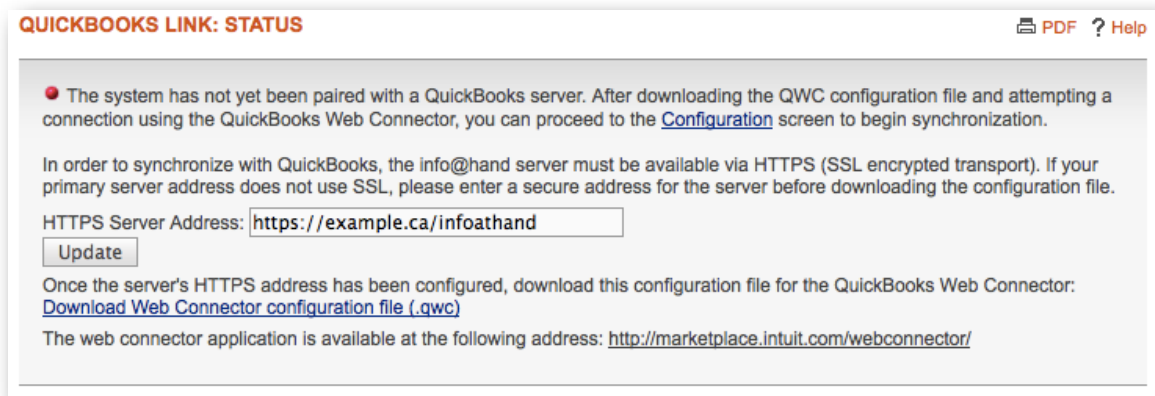 QUICKBOOKS LINK: STATUS
PDF ? Help
The system has not yet been paired with a QuickBooks server. After downloading the QWC configuration file and attempting a
connection using the QuickBooks Web Connector, you can proceed to the Configuration screen to begin synchronization.
In order to synchronize with QuickBooks, the info@hand server must be available via HTTPS (SSL encrypted transport). If your
primary server address does not use SSL, please enter a secure address for the server before downloading the configuration file.
HTTPS Server Address: https://example.ca/infoathand
Update
Once the server's HTTPS address has been configured, download this configuration file for the QuickBooks Web Connector:
Download Web Connector configuration file (.qwc)
The web connector application is available at the following address: http://marketplace.intuit.com/webconnector/